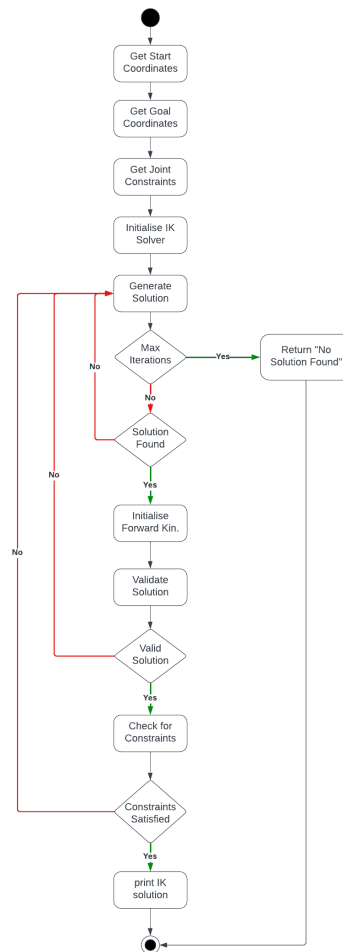 Get Start
Coordinates
Get Goal
Coordinates
Get Joint
Constraints
Initialise IK
Solver
Generate
Solution
Max
Iterations
Yes
Return "No
Solution Found"
No
No
Solution
Found
Yes
No
No
Initialise
Forward Kin.
Validate
Solution
Valid
Solution
Yes
Check for
Constraints
Constraints
Satisfied
Yes
print IK
solution